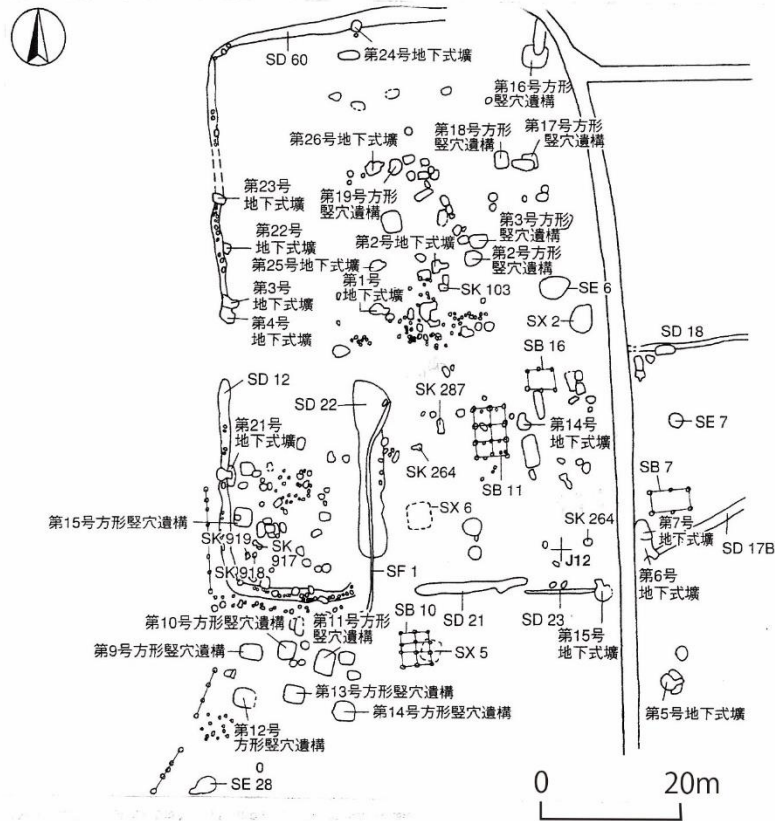 SD 60
第24号地下式壙
第16号方形
竪穴遺構
第26号地下式壙
第18号方形
竪穴遺構
第17号方形
竪穴遺構
第23号
地下式壙
第19号方形
竪穴遺構
第3号方形
竪穴遺構
第22号
地下式壙
第2号地下式壙
第2号方形
竪穴遺構
第25号地下式壙
第1号
地下式壙
SK 103
SE 6
第3号
地下式壙
第4号
地下式壙
SX 2
SD 18
SB 16
SD 12
SD 22
SK 287
第21号
地下式壙
第14号
地下式壙
SE 7
SK 264
SB 11
SB 7
SX 6
第15号方形竪穴遺構
SK 264
第7号
地下式壙
SD 17B
SK 919
SK
917
SK 918
J12
SF 1
第6号
地下式壙
第10号方形竪穴遺構
第11号方形
竪穴遺構
SB 10
SD 21
SD 23
第15号
地下式壙
第9号方形竪穴遺構
SX 5
第13号方形竪穴遺構
第5号地下式壙
第14号方形竪穴遺構
第12号
方形竪穴遺構
SE 28
0 20m